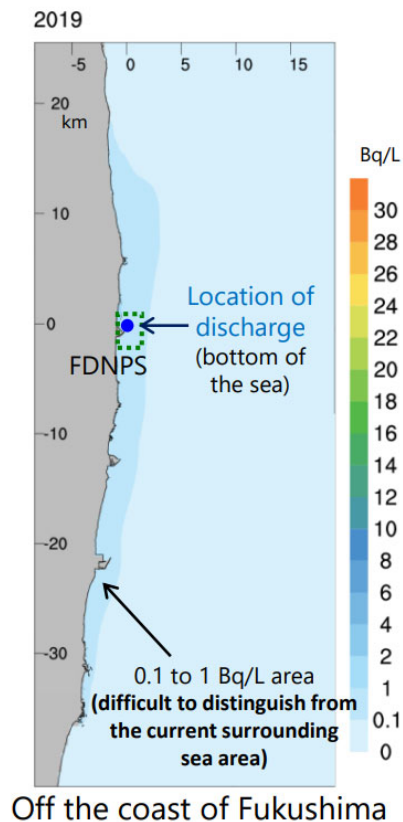 2019
-5 0 5 10 15
20
km
Bq/L
10
30
28
26
Location of
discharge
(bottom of
the sea)
24
22
0
20
FDNPS
18
16
-10
14
12
10
-20
8
6
4
-30
2
0.1 to 1 Bq/L area
1
(difficult to distinguish from
the current surrounding
sea area)
0.1
0
Off the coast of Fukushima